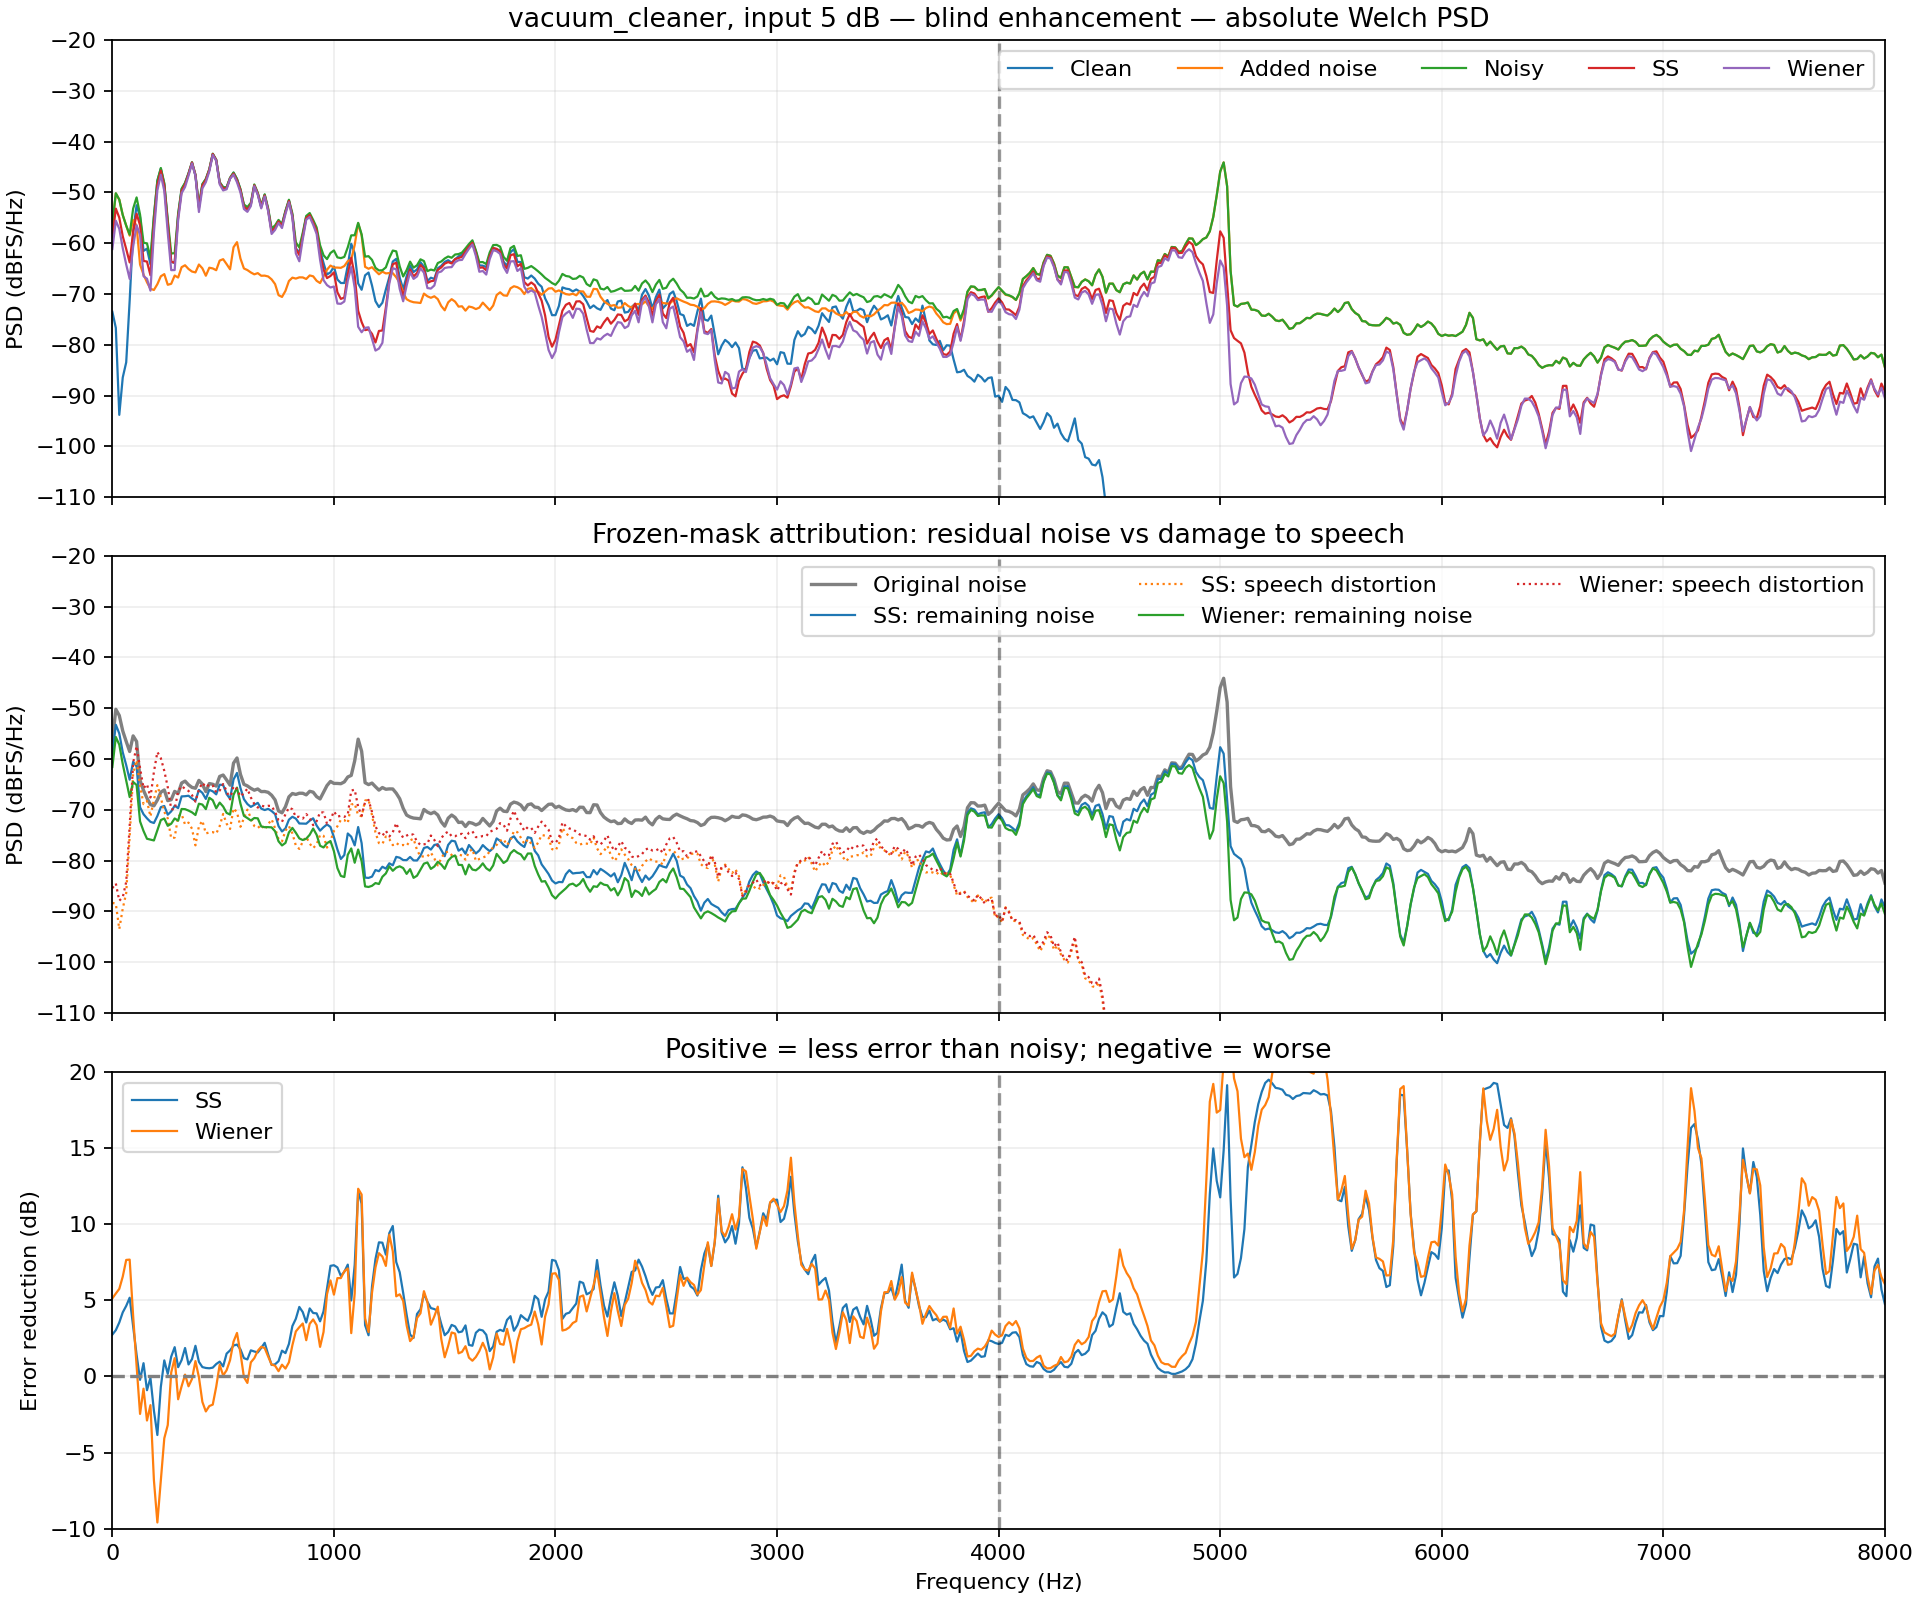 vacuum_cleaner, input 5 dB — blind enhancement — absolute Welch PSD
−20
−30
−40
−50
−60
−70
−80
−90
−100
−110
PSD (dBFS/Hz)
Clean Added noise Noisy SS Wiener
Frozen-mask attribution: residual noise vs damage to speech
−20
−30
−40
−50
−60
−70
−80
−90
−100
−110
PSD (dBFS/Hz)
Original noise SS: speech distortion Wiener: speech distortion
SS: remaining noise Wiener: remaining noise
Positive = less error than noisy; negative = worse
20
15
10
5
0
−5
−10
Error reduction (dB)
SS
Wiener
0 1000 2000 3000 4000 5000 6000 7000 8000
Frequency (Hz)